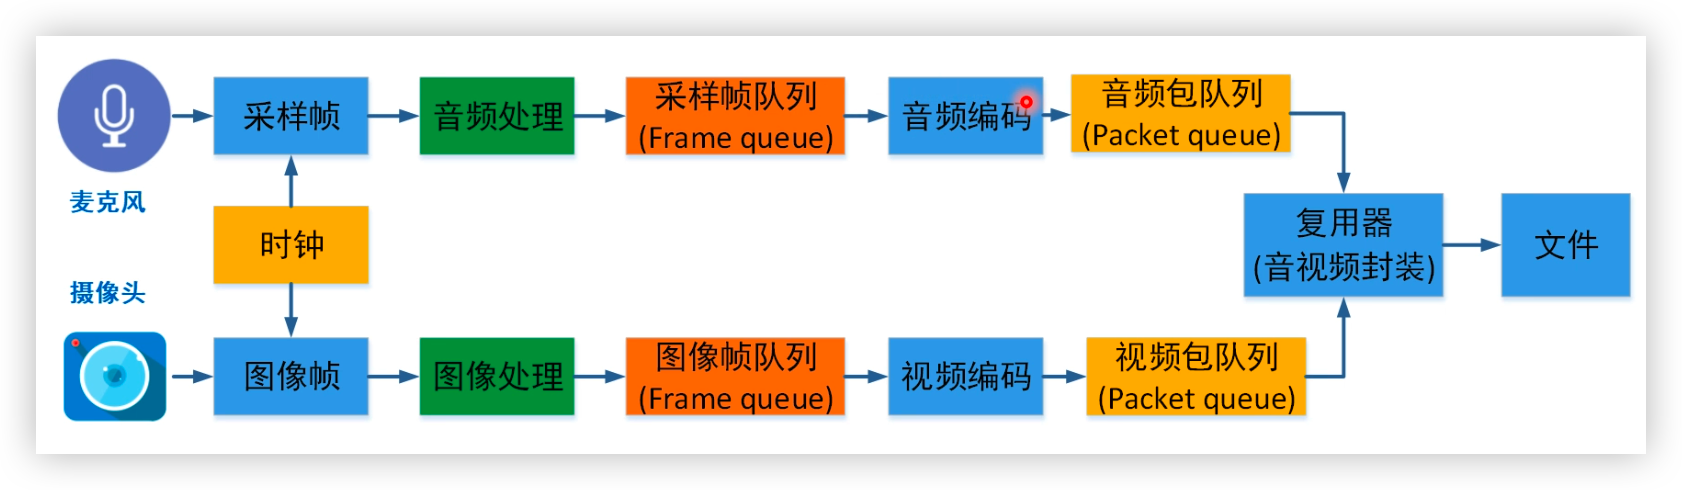 麦克风
采样帧
音频处理
采样帧队列
(Frame queue)
音频编码
音频包队列
(Packet queue)
时钟
复用器
(音视频封装)
文件
摄像头
图像帧
图像处理
图像帧队列
(Frame queue)
视频编码
视频包队列
(Packet queue)